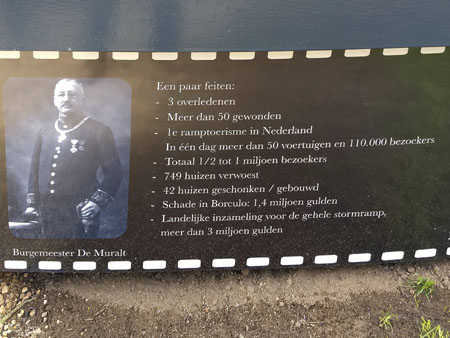 Een paar feiten:
- 3 overledenen
- Meer dan 50 gewonden
- 1e ramptoerisme in Nederland
In één dag meer dan 50 voertuigen en 110.000 bezoekers
- Totaal 1/2 tot 1 miljoen bezoekers
- 749 huizen verwoest
- 42 huizen geschonken / gebouwd
- Schade in Borculo: 1,4 miljoen gulden
- Landelijke inzameling voor de gehele stormramp,
meer dan 3 miljoen gulden
Burgemeester De Muralt